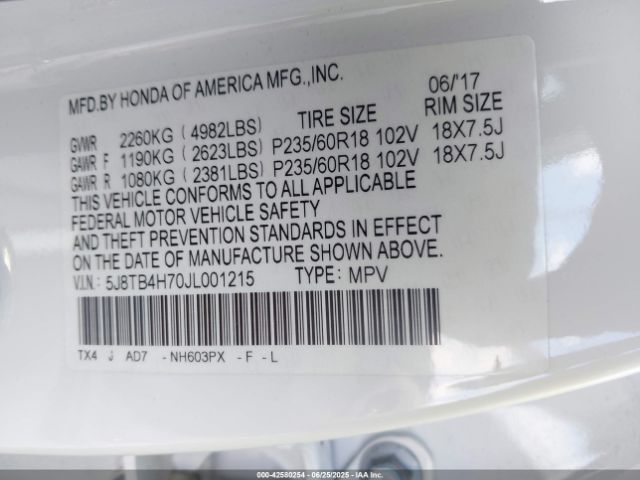 MFD.BY HONDA OF AMERICA MFG.,INC. 06/'17
TIRE SIZE RIM SIZE
GVWR 2260KG ( 4982LBS)
GAWR F 1190KG ( 2623LBS) P235/60R18 102V 18X7.5J
GAWR R 1080KG ( 2381LBS) P235/60R18 102V 18X7.5J
THIS VEHICLE CONFORMS TO ALL APPLICABLE
FEDERAL MOTOR VEHICLE SAFETY
AND THEFT PREVENTION STANDARDS IN EFFECT
ON THE DATE OF MANUFACTURE SHOWN ABOVE.
V.I.N.: 5J8TB4H70JL001215 TYPE: MPV
TX4 J AD7 -NH603PX -F -L
000-42580254 - 06/25/2025 - IAAI.COM